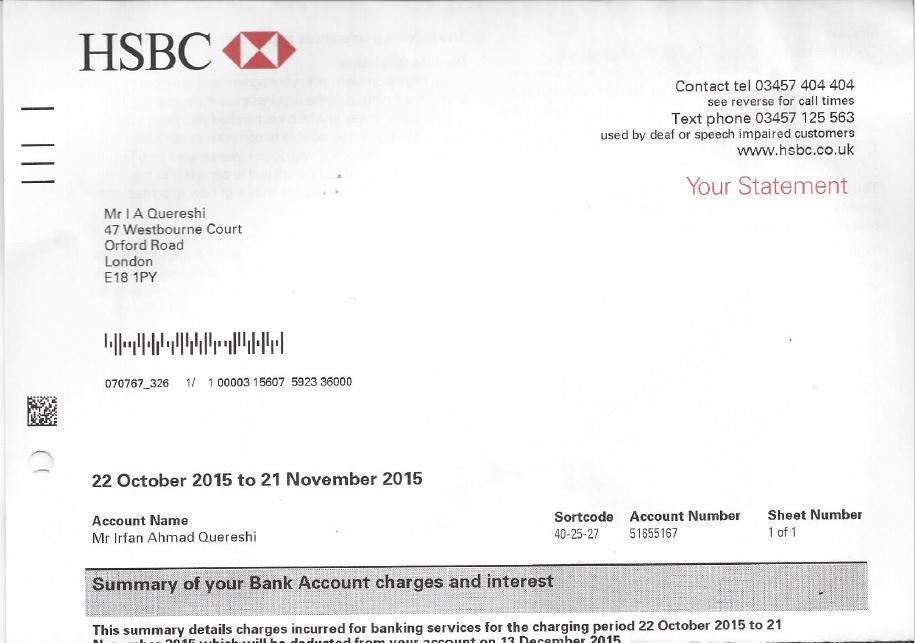 HSBC
Contact tel 03457 404 404
see reverse for call times
Text phone 03457 125 563
used by deaf or speech impaired customers
www.hsbc.co.uk
Your Statement
Mr I A Quereshi
47 Westbourne Court
Orford Road
London
E18 1PY
070767_326 1/ 1 00003 15607 5923 36000
22 October 2015 to 21 November 2015
Account Name
Mr Irfan Ahmad Quereshi
Sortcode Account Number Sheet Number
40-25-27 51655167 1 of 1
Summary of your Bank Account charges and interest
This summary details charges incurred for banking services for the charging period 22 October 2015 to 21
November 2015 which will be deducted from your account on 13 December 2015.